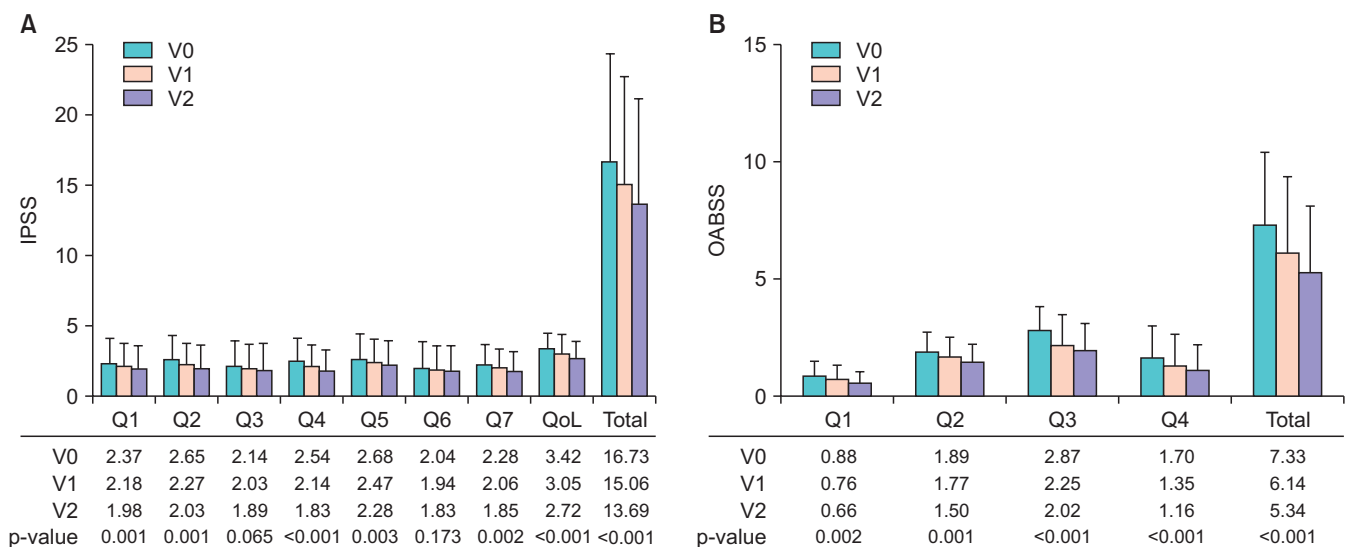 A
25
20
15
10
5
0
IPSS
V0
V1
V2
Q1 Q2 Q3 Q4 Q5 Q6 Q7 QoL Total
V0 2.37 2.65 2.14 2.54 2.68 2.04 2.28 3.42 16.73
V1 2.18 2.27 2.03 2.14 2.47 1.94 2.06 3.05 15.06
V2 1.98 2.03 1.89 1.83 2.28 1.83 1.85 2.72 13.69
p-value 0.001 0.001 0.065 <0.001 0.003 0.173 0.002 <0.001 <0.001
B
15
10
5
0
OABSS
V0
V1
V2
Q1 Q2 Q3 Q4 Total
V0 0.88 1.89 2.87 1.70 7.33
V1 0.76 1.77 2.25 1.35 6.14
V2 0.66 1.50 2.02 1.16 5.34
p-value 0.002 0.001 <0.001 <0.001 <0.001